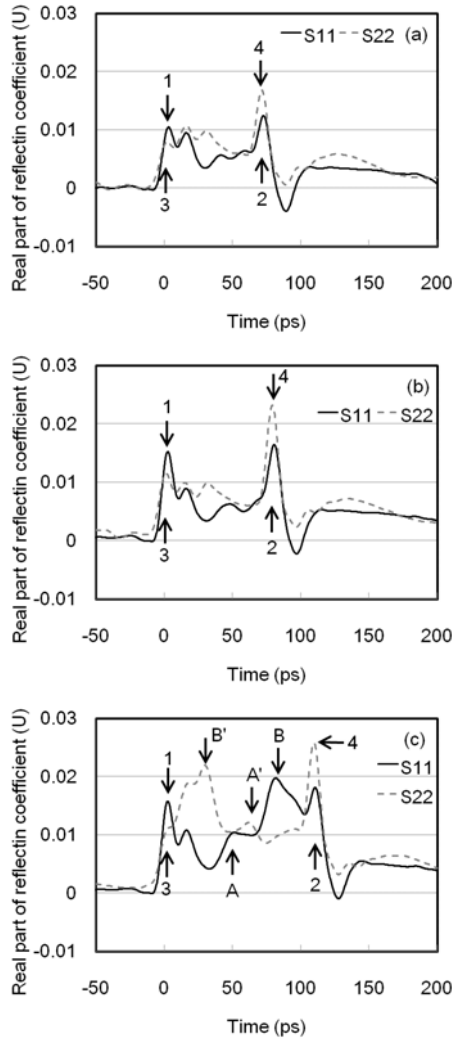 Real part of reflectin coefficient (U)
0.03
0.02
0.01
0
-0.01
S11 S22 (a)
1
4
3
2
-50 0 50 100 150 200
Time (ps)
Real part of reflectin coefficient (U)
0.03
0.02
0.01
0
-0.01
(b)
S11 S22
1
4
3
2
-50 0 50 100 150 200
Time (ps)
Real part of reflectin coefficient (U)
0.03
0.02
0.01
0
-0.01
(c)
S11
S22
1
B'
A'
B
4
3
A
2
-50 0 50 100 150 200
Time (ps)